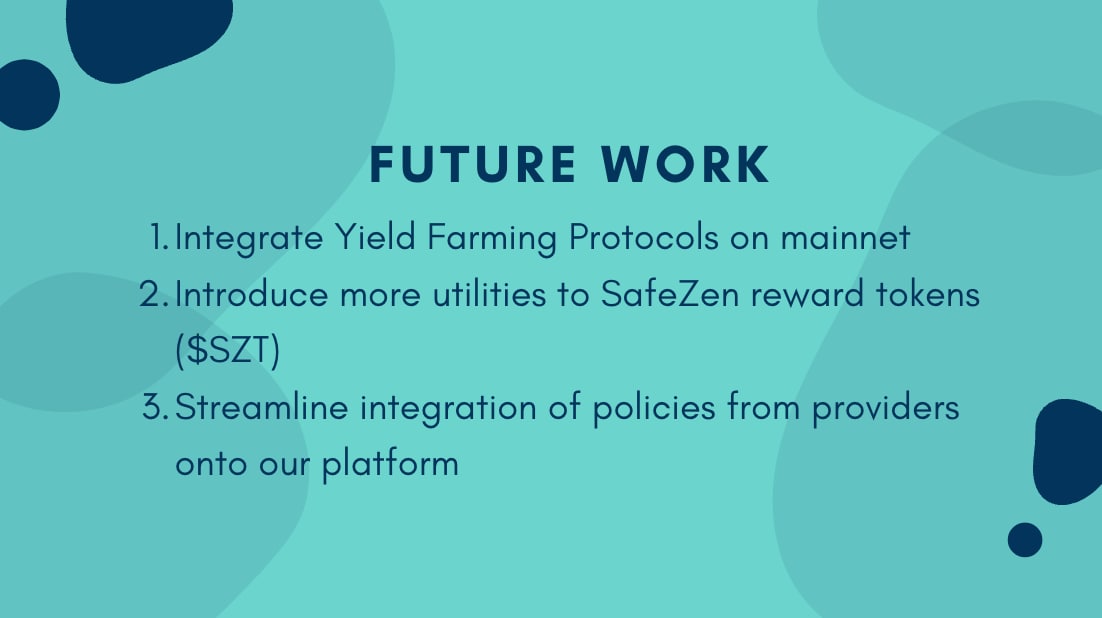 FUTURE WORK
1. Integrate Yield Farming Protocols on mainnet
2. Introduce more utilities to SafeZen reward tokens
($SZT)
3. Streamline integration of policies from providers
onto our platform